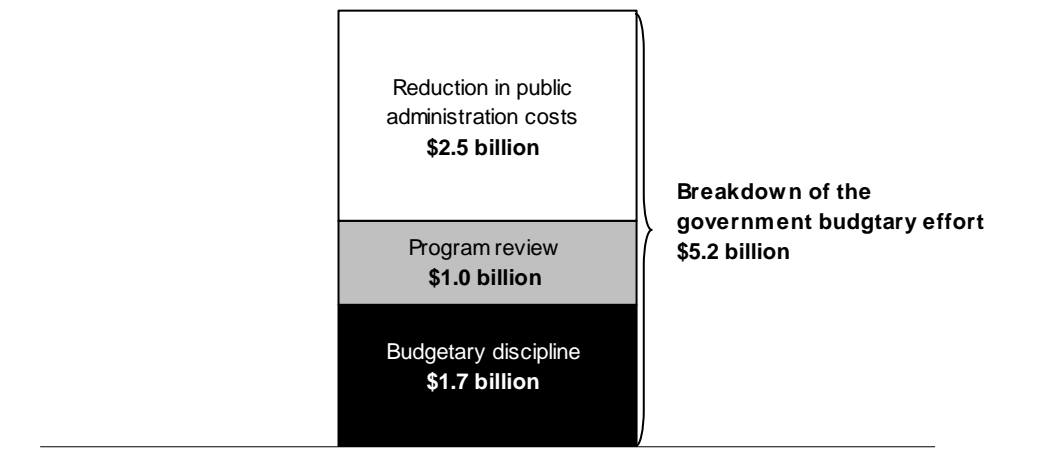 Reduction in public
administration costs
$2.5 billion
Program review
$1.0 billion
Budgetary discipline
$1.7 billion
Breakdown of the
government budgtary effort
$5.2 billion